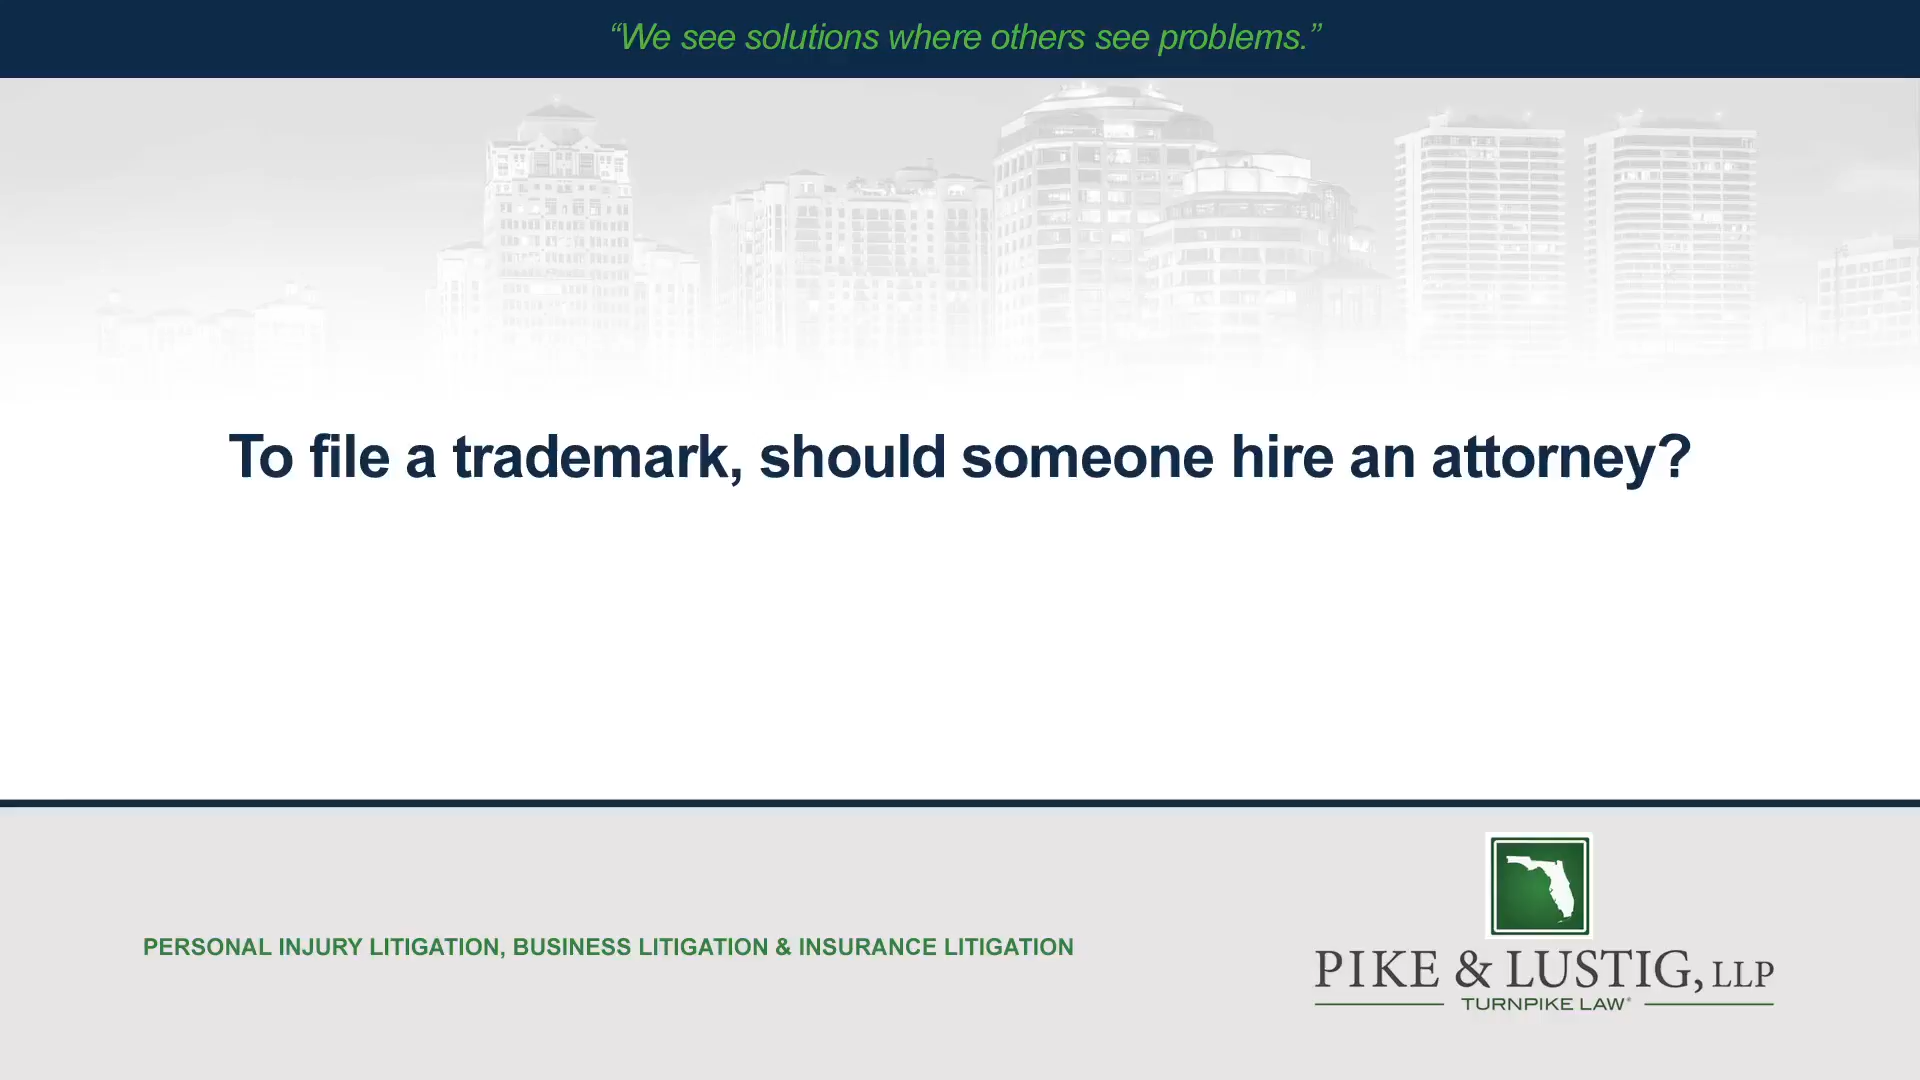 “We see solutions where others see problems.”
To file a trademark, should someone hire an attorney?
PERSONAL INJURY LITIGATION, BUSINESS LITIGATION & INSURANCE LITIGATION
PIKE & LUSTIG, LLP
TURNPIKE LAW®